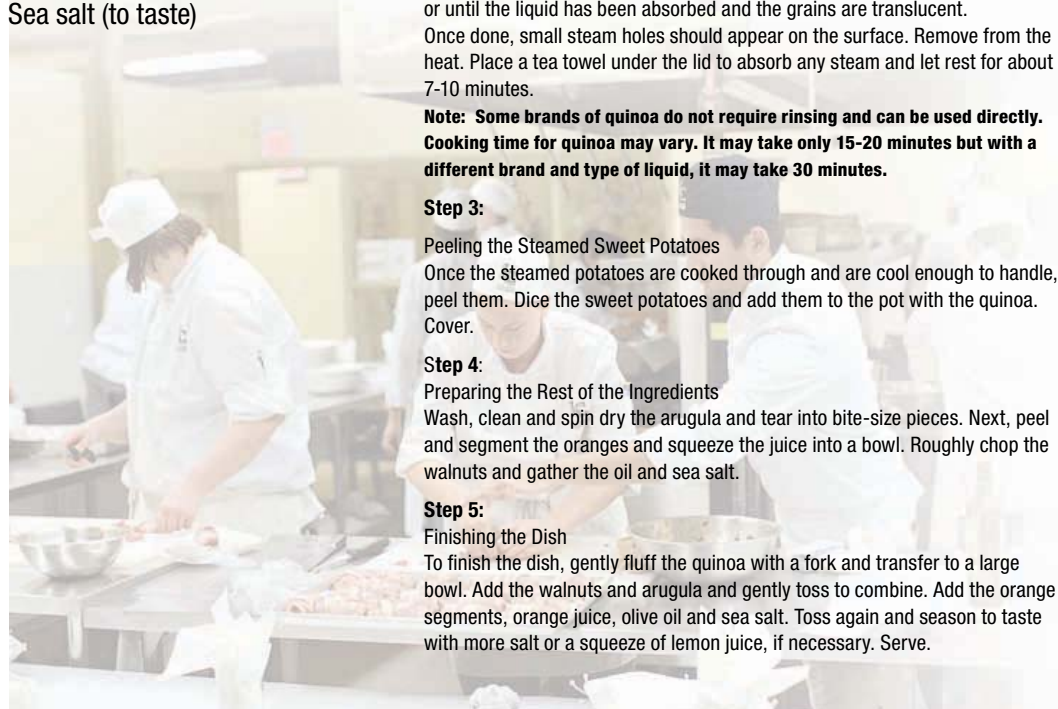 Sea salt (to taste)
or until the liquid has been absorbed and the grains are translucent.
Once done, small steam holes should appear on the surface. Remove from the
heat. Place a tea towel under the lid to absorb any steam and let rest for about
7-10 minutes.
Note: Some brands of quinoa do not require rinsing and can be used directly.
Cooking time for quinoa may vary. It may take only 15-20 minutes but with a
different brand and type of liquid, it may take 30 minutes.
Step 3:
Peeling the Steamed Sweet Potatoes
Once the steamed potatoes are cooked through and are cool enough to handle,
peel them. Dice the sweet potatoes and add them to the pot with the quinoa.
Cover.
Step 4:
Preparing the Rest of the Ingredients
Wash, clean and spin dry the arugula and tear into bite-size pieces. Next, peel
and segment the oranges and squeeze the juice into a bowl. Roughly chop the
walnuts and gather the oil and sea salt.
Step 5:
Finishing the Dish
To finish the dish, gently fluff the quinoa with a fork and transfer to a large
bowl. Add the walnuts and arugula and gently toss to combine. Add the orange
segments, orange juice, olive oil and sea salt. Toss again and season to taste
with more salt or a squeeze of lemon juice, if necessary. Serve.